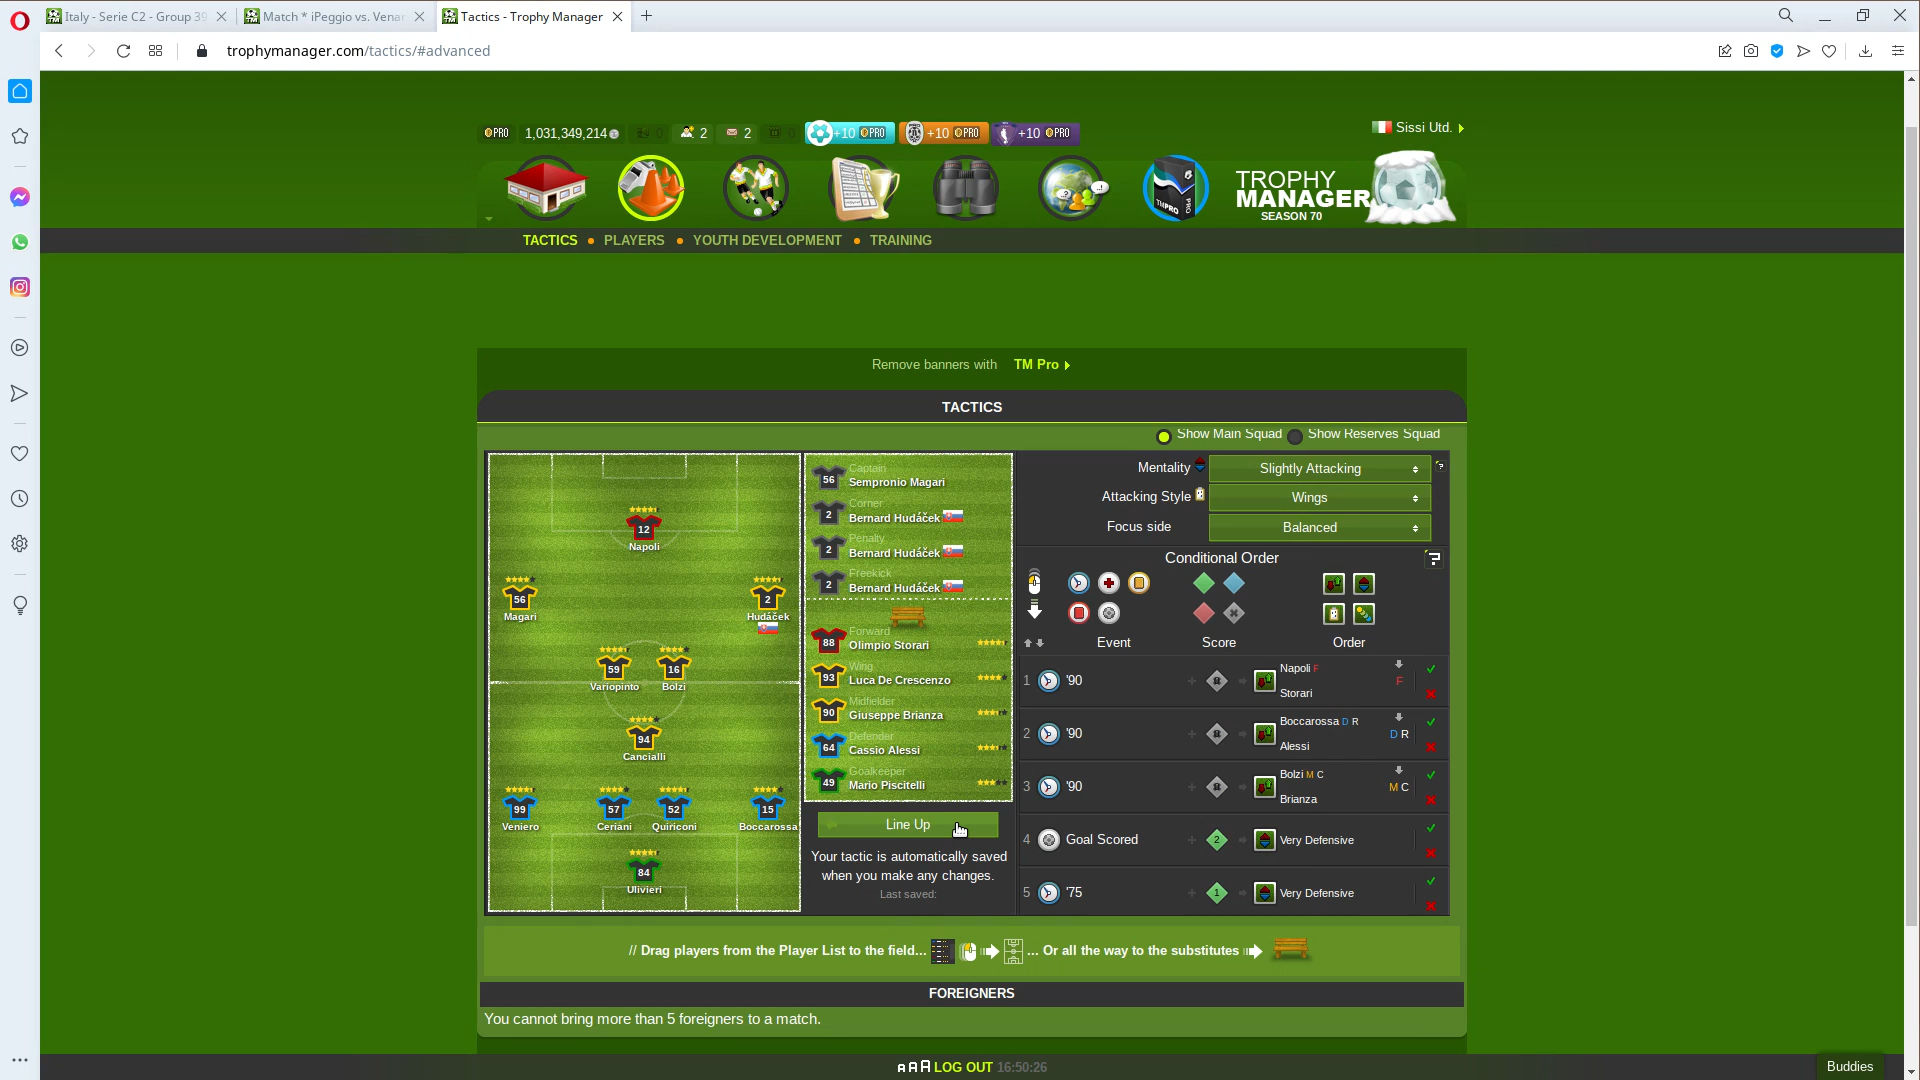 Italy - Serie C2 - Group 39
Match * iPeggio vs. Venar
Tactics - Trophy Manager
trophymanager.com/tactics/#advanced
PRO
1,031,349,214
0
2
2
0
+10 PRO
+10 PRO
+10 PRO
Sissi Utd.
TROPHY
MANAGER
SEASON 70
TACTICS
PLAYERS
YOUTH DEVELOPMENT
TRAINING
Remove banners with TM Pro
TACTICS
Show Main Squad
Show Reserves Squad
12
Napoli
56
Magari
2
Hudáček
59
Variopinto
16
Bolzi
94
Cancialli
99
Veniero
57
Ceriani
52
Quiriconi
15
Boccarossa
84
Ulivieri
Captain
56 Sempronio Magari
Corner
2 Bernard Hudáček
Penalty
2 Bernard Hudáček
Freekick
2 Bernard Hudáček
Forward
88 Olimpio Storari
Wing
93 Luca De Crescenzo
Midfielder
90 Giuseppe Brianza
Defender
64 Cassio Alessi
Goalkeeper
49 Mario Piscitelli
Line Up
Your tactic is automatically saved
when you make any changes.
Last saved:
Mentality
Slightly Attacking
Attacking Style
Wings
Focus side
Balanced
Conditional Order
Event
Score
Order
1 '90
Napoli F
Storari
F
2 '90
Boccarossa D R
Alessi
D R
3 '90
Bolzi M C
Brianza
M C
4 Goal Scored
2
Very Defensive
5 '75
1
Very Defensive
// Drag players from the Player List to the field...
... Or all the way to the substitutes
FOREIGNERS
You cannot bring more than 5 foreigners to a match.
A A A LOG OUT 16:50:26
Buddies